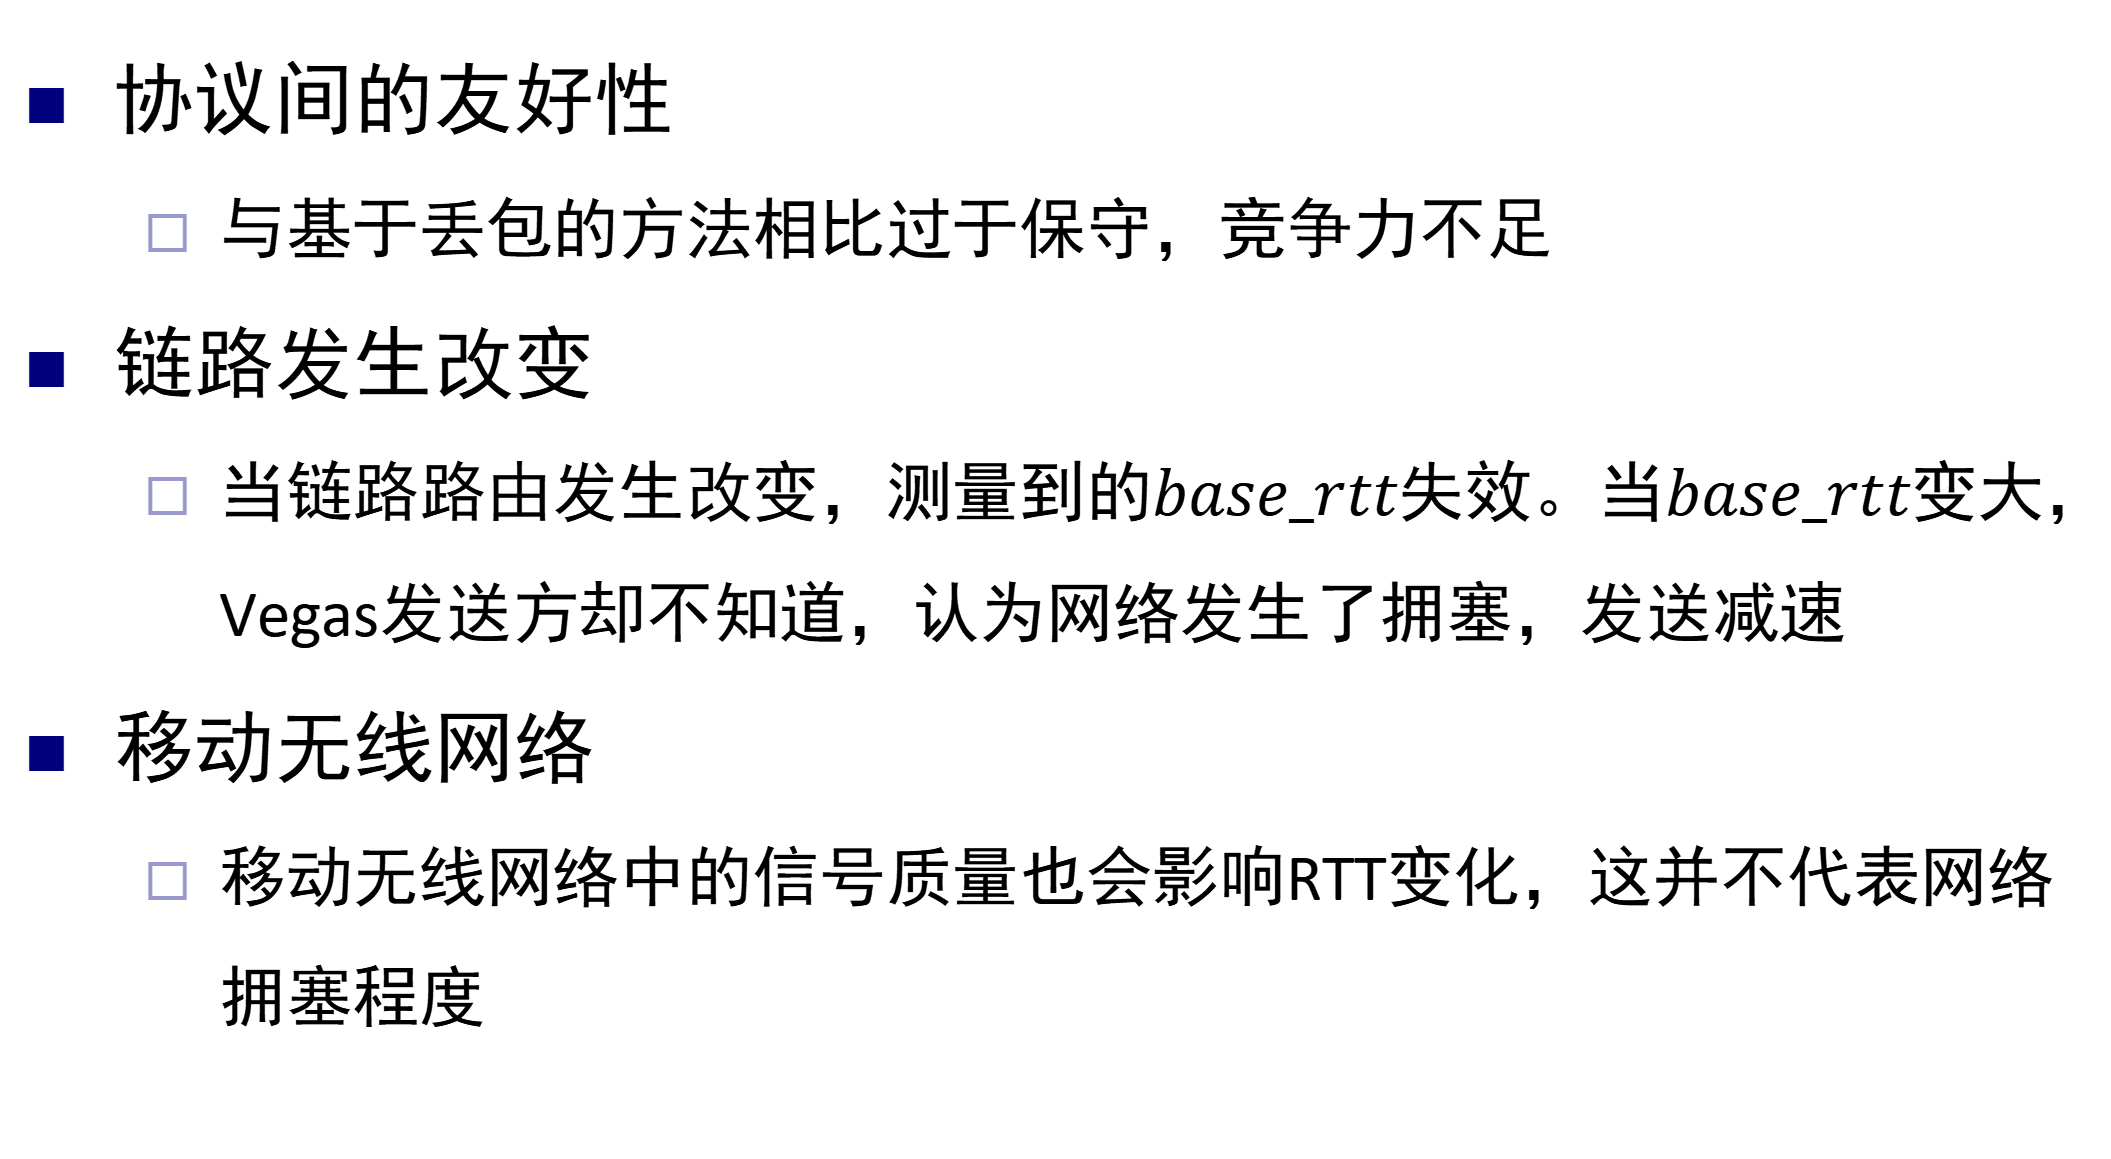 协议间的友好性
与基于丢包的方法相比过于保守，竞争力不足
链路发生改变
当链路路由发生改变，测量到的base_rtt失效。当base_rtt变大，
Vegas发送方却不知道，认为网络发生了拥塞，发送减速
移动无线网络
移动无线网络中的信号质量也会影响RTT变化，这并不代表网络
拥塞程度